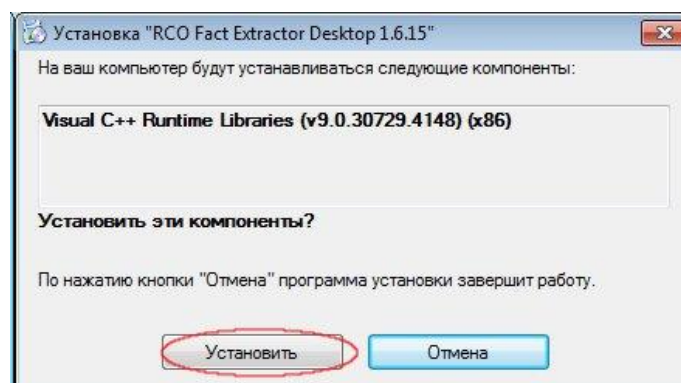 Установка "RCO Fact Extractor Desktop 1.6.15"
На ваш компьютер будут устанавливаться следующие компоненты:
Visual C++ Runtime Libraries (v9.0.30729.4148) (x86)
Установить эти компоненты?
По нажатию кнопки "Отмена" программа установки завершит работу.
Установить Отмена